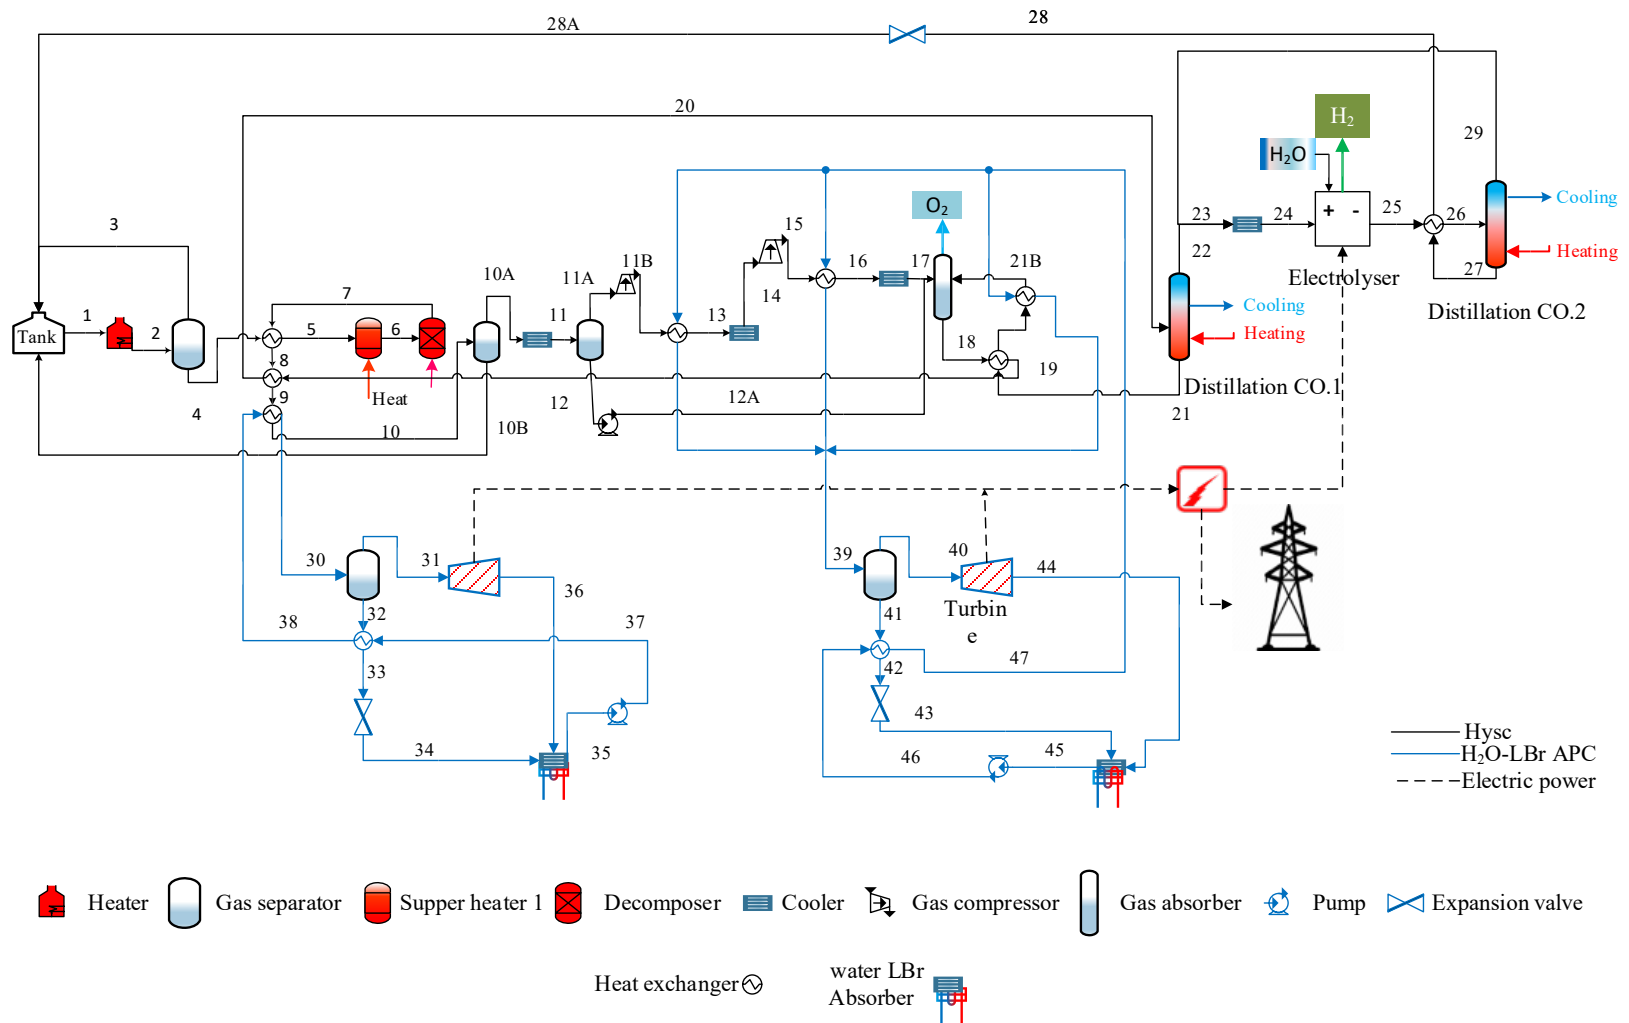 28A
28
20
3
1
2
4
Tank
7
5
6
8
9
10
Heat
10A
10B
11
11A
11B
12
12A
13
14
15
16
17
O₂
18
19
21B
21
22
23
24
H₂O
H₂
+ -
Electrolyser
25
26
27
29
Cooling
Heating
Distillation CO.2
Cooling
Heating
Distillation CO.1
30
31
32
33
34
35
36
37
38
39
40
Turbin
e
41
42
43
44
45
46
47
Hysc
H₂O-LBr APC
Electric power
Heater
Gas separator
Supper heater 1
Decomposer
Cooler
Gas compressor
Gas absorber
Pump
Expansion valve
Heat exchanger
water LBr
Absorber